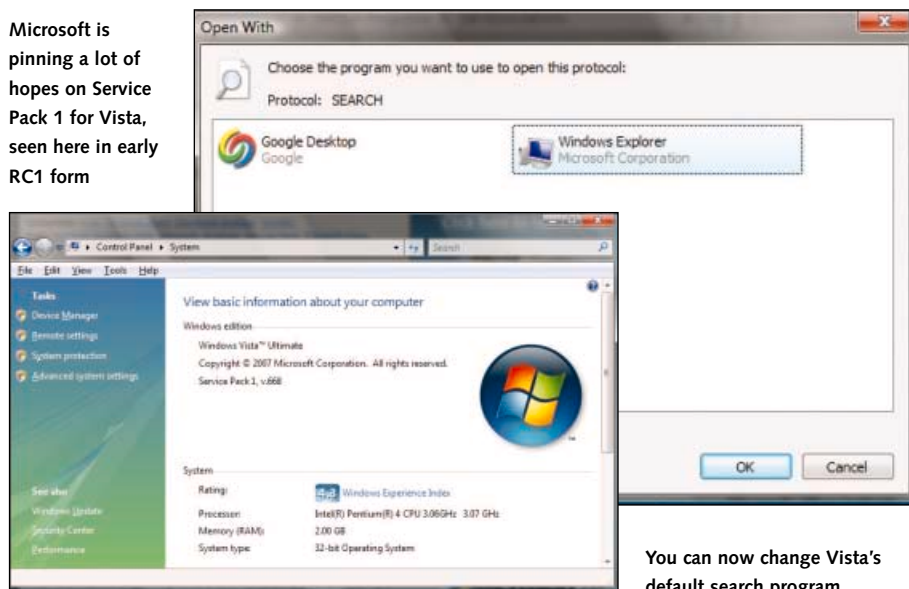 Microsoft is
pinning a lot of
hopes on Service
Pack 1 for Vista,
seen here in early
RC1 form
Open With
Choose the program you want to use to open this protocol:
Protocol: SEARCH
Google Desktop
Google
Windows Explorer
Microsoft Corporation
OK
Cancel
Control Panel
System
Search
File Edit View Tools Help
Tasks
Device Manager
Remote settings
System protection
Advanced system settings
See also
Windows Update
Security Center
Performance
View basic information about your computer
Windows edition
Windows Vista™ Ultimate
Copyright © 2007 Microsoft Corporation. All rights reserved.
Service Pack 1, v.668
System
Rating: Windows Experience Index
Processor: Intel(R) Pentium(R) 4 CPU 3.06GHz 3.07 GHz
Memory (RAM): 2.00 GB
System type: 32-bit Operating System
You can now change Vista's
default search program